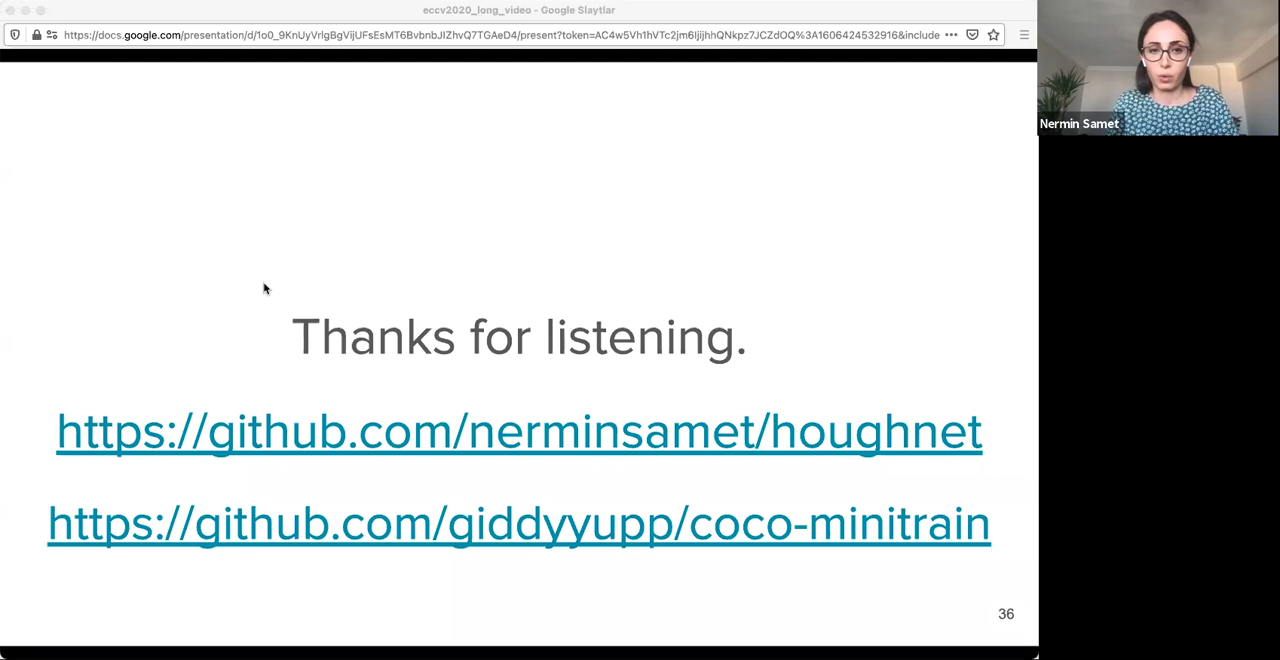 eccv2020_long_video - Google Slaytlar
https://docs.google.com/presentation/d/1o0_9KnUyVrlgBgVijUFsEsMT6BvbnbJIZhvQ7TGAeD4/present?token=AC4w5Vh1hVTc2jm6IjijhhQNkpz7JCZdOQ%3A1606424532916&include
Nermin Samet
Thanks for listening.
https://github.com/nerminsamet/houghnet
https://github.com/giddyyupp/coco-minitrain
36